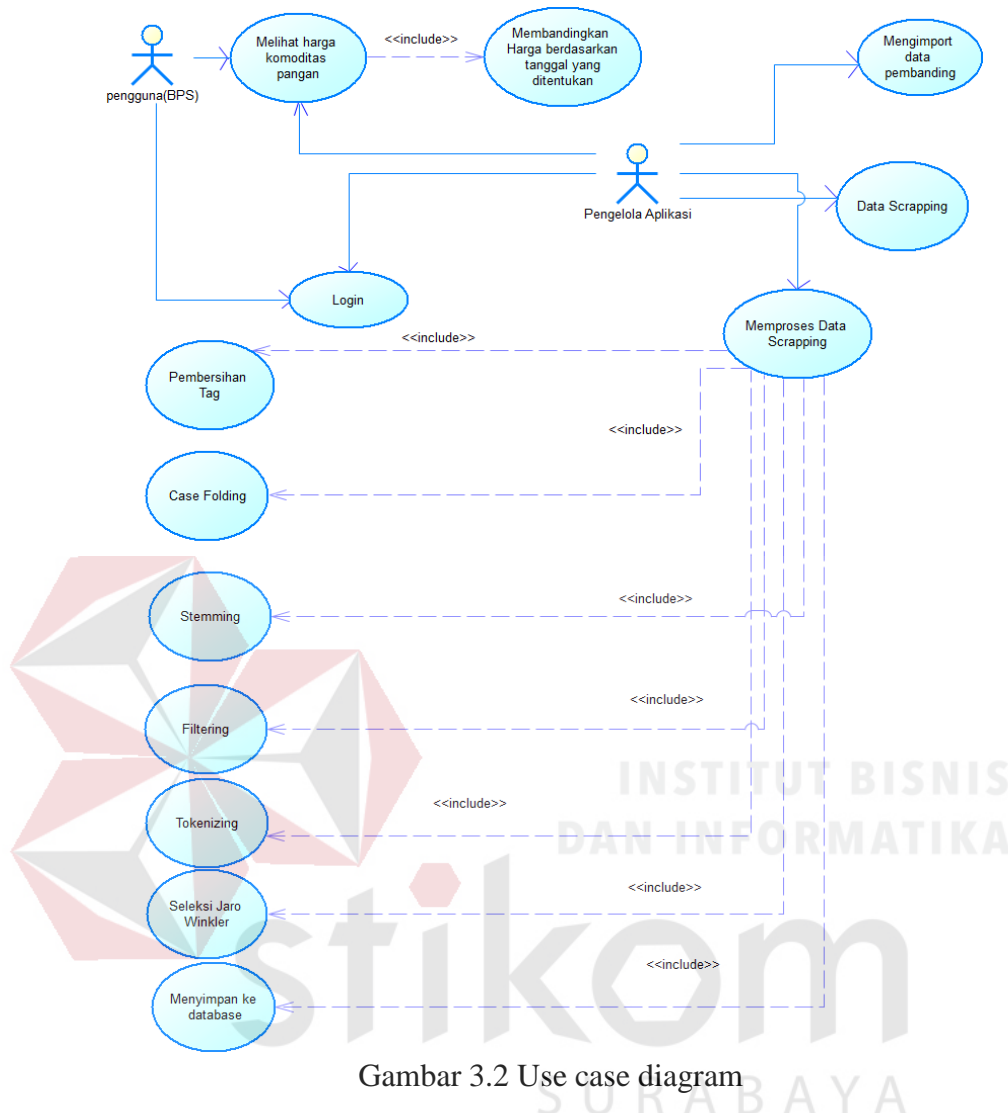 Melihat harga
komoditas
pangan
<<include>>
Membandingkan
Harga berdasarkan
tanggal yang
ditentukan
Mengimport
data
pembanding
pengguna(BPS)
Pengelola Aplikasi
Data Scrapping
Login
Memproses Data
Scrapping
<<include>>
Pembersihan
Tag
<<include>>
Case Folding
<<include>>
Stemming
<<include>>
Filtering
<<include>>
Tokenizing
<<include>>
Seleksi Jaro
Winkler
<<include>>
Menyimpan ke
database
INSTITUT BISNIS
DAN INFORMATIKA
stikom
SURABAYA
Gambar 3.2 Use case diagram